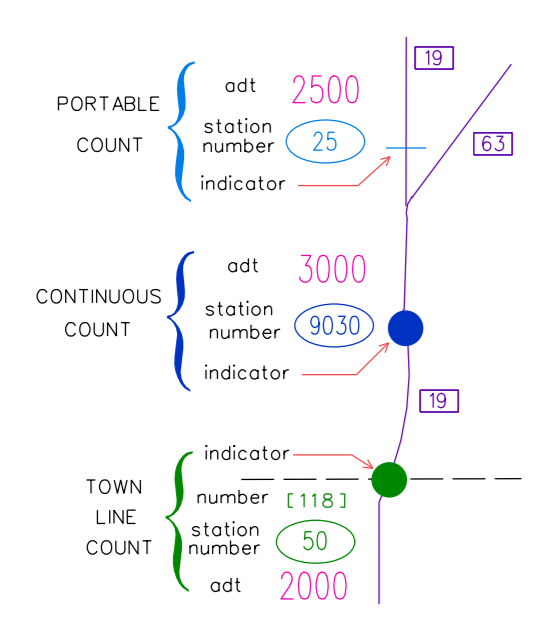 19
adt 2500
PORTABLE
station
number 25
COUNT
63
indicator
adt 3000
CONTINUOUS
station
number 9030
COUNT
indicator
19
indicator
TOWN
number [118]
LINE
station
number 50
COUNT
adt 2000